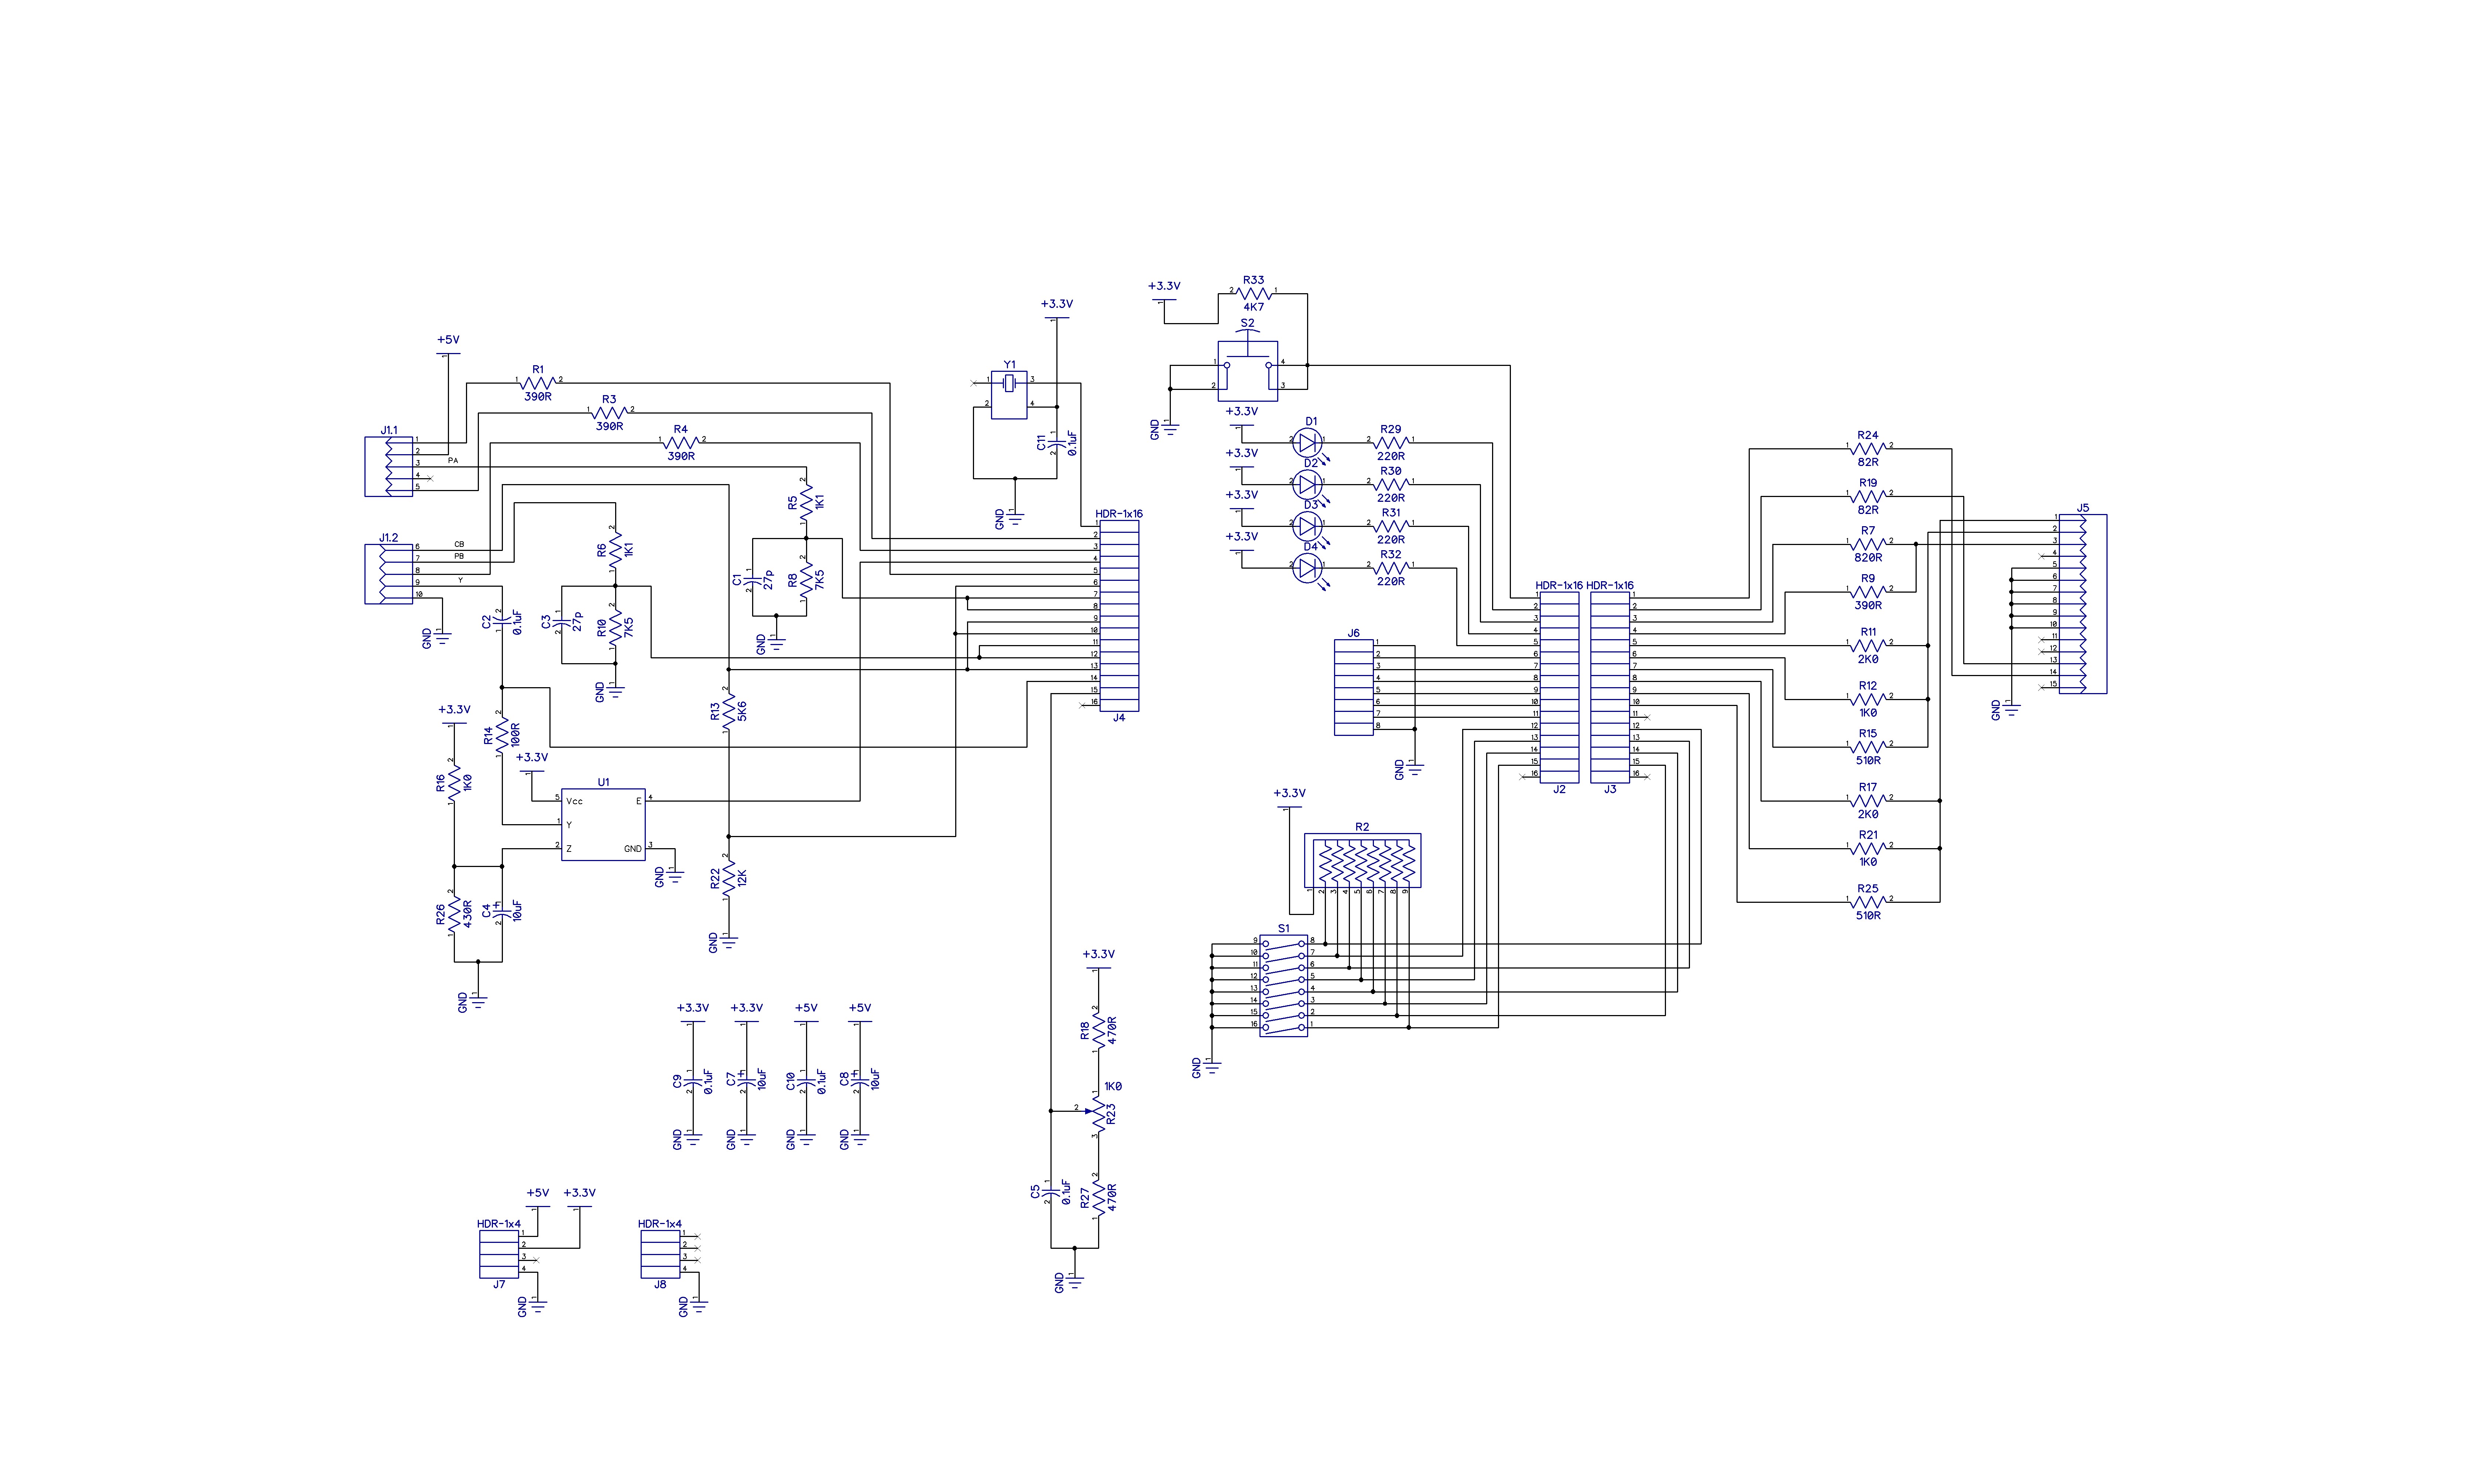 R33
+3.3V
4K7
+3.3V
S2
+5V
Y1
R1
390R
R3
390R
R4
390R
J1.1
PA
C11
0.1uF
GND
GND
+3.3V
D1
R29
220R
+3.3V
D2
R30
220R
+3.3V
D3
R31
220R
+3.3V
D4
R32
220R
R24
82R
R19
82R
R7
820R
R9
390R
R11
2K0
R12
1K0
R15
510R
R17
2K0
R21
1K0
R25
510R
J5
GND
R5
1K1
HDR-1x16
J4
J1.2
CB
PB
Y
GND
R6
1K1
C1
27p
R8
7K5
GND
C2
0.1uF
C3
27p
R10
7K5
GND
HDR-1x16
HDR-1x16
J2
J3
J6
GND
+3.3V
R14
100R
R13
5K6
+3.3V
R16
1K0
U1
Vcc
E
Y
Z
GND
GND
R26
430R
C4
10uF
GND
R22
12K
GND
+3.3V
R2
S1
GND
+3.3V
R18
470R
1K0
R23
C5
0.1uF
R27
470R
GND
+3.3V
+3.3V
+5V
+5V
C9
0.1uF
C7
10uF
C10
0.1uF
C8
10uF
GND
GND
GND
GND
+5V
+3.3V
HDR-1x4
J7
GND
HDR-1x4
J8
GND